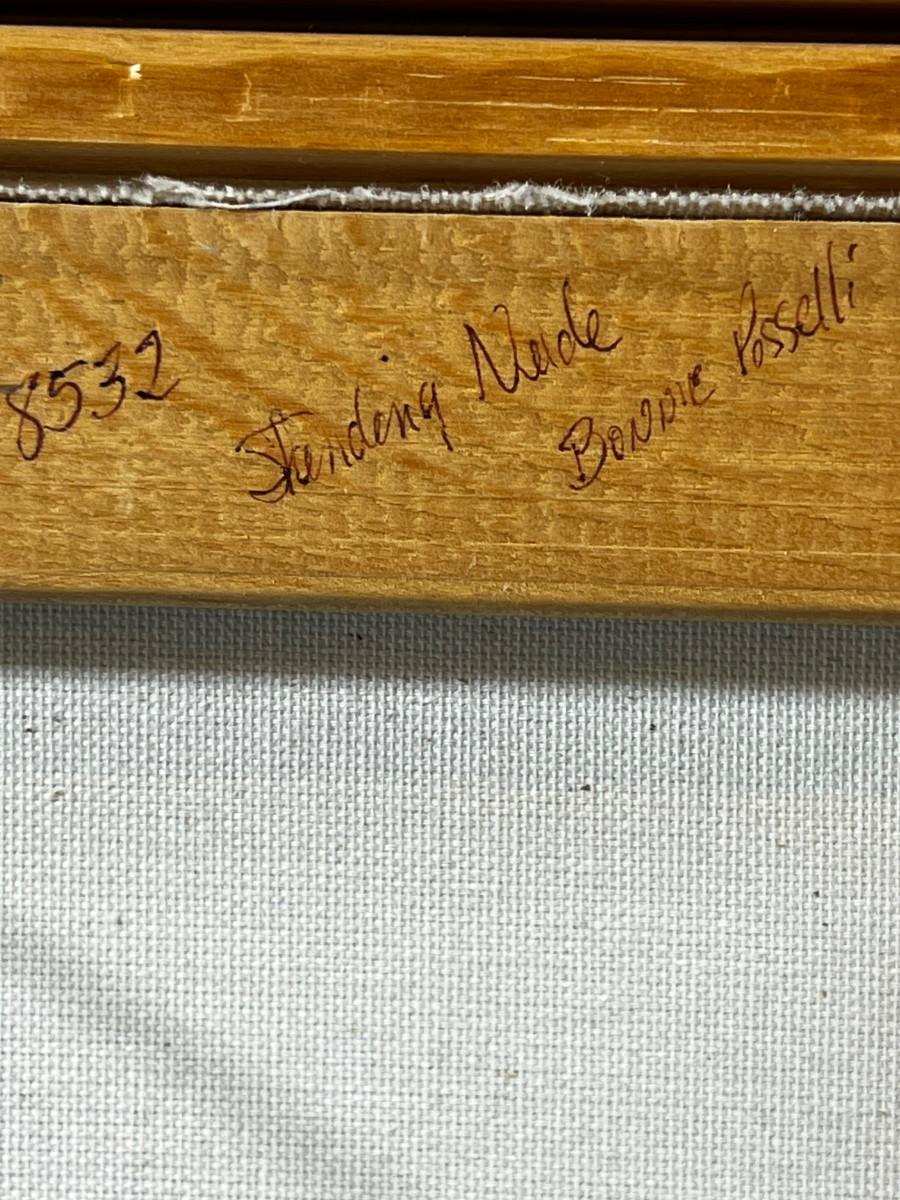 8532 Standing Nude
Bonnie Posselli